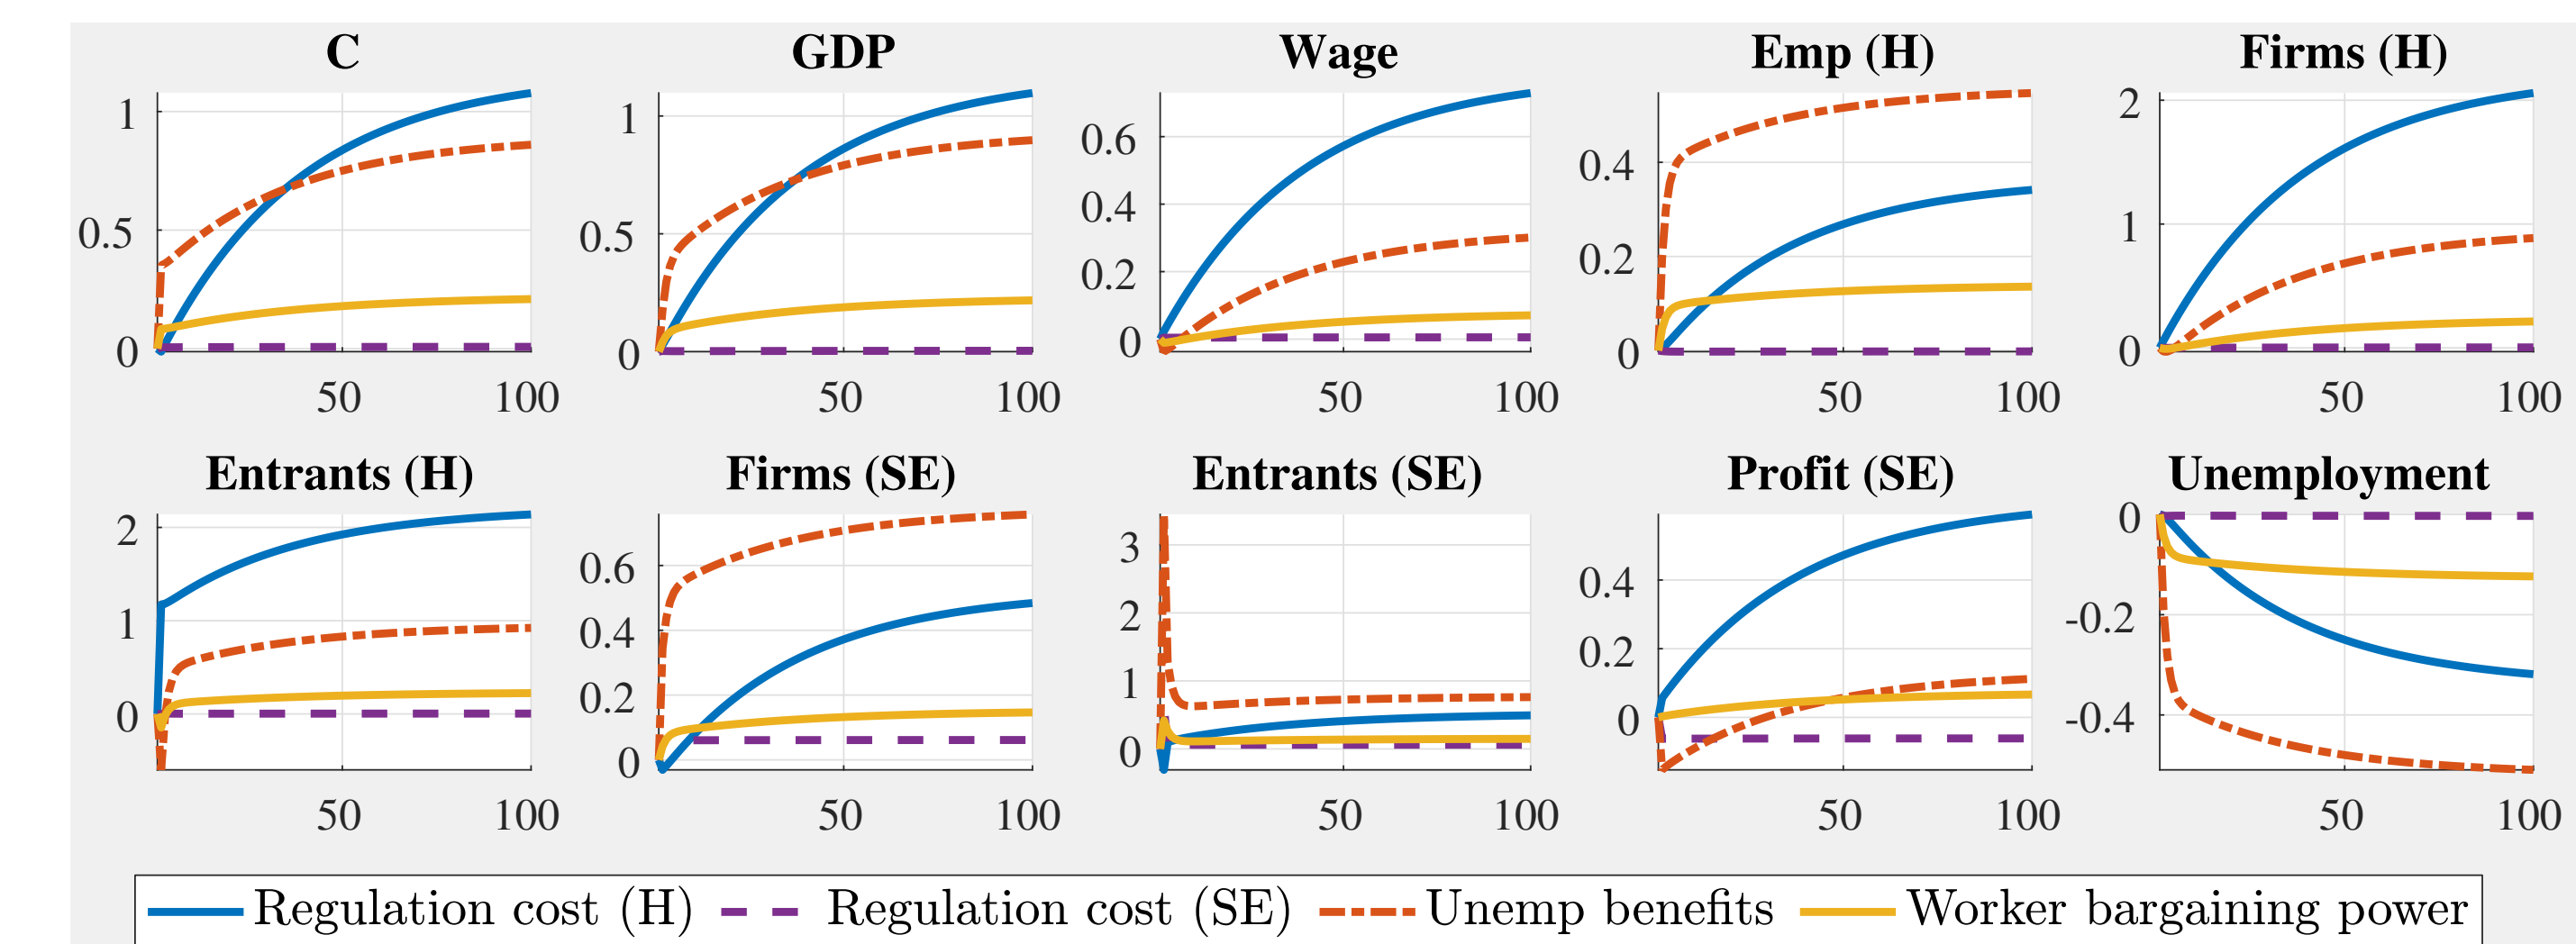 C GDP Wage Emp (H) Firms (H)
1 1 0.6 0.4 2
0.5 0.5 0.4 0.2 1
0 0 0.2 0 0
0
50 100 50 100 50 100 50 100 50 100
Entrants (H) Firms (SE) Entrants (SE) Profit (SE) Unemployment
2 0.6 3 0.4 0
1 0.4 2 0.2 -0.2
0 0.2 1 0 -0.4
0 0
50 100 50 100 50 100 50 100 50 100
Regulation cost (H) Regulation cost (SE) Unemp benefits Worker bargaining power